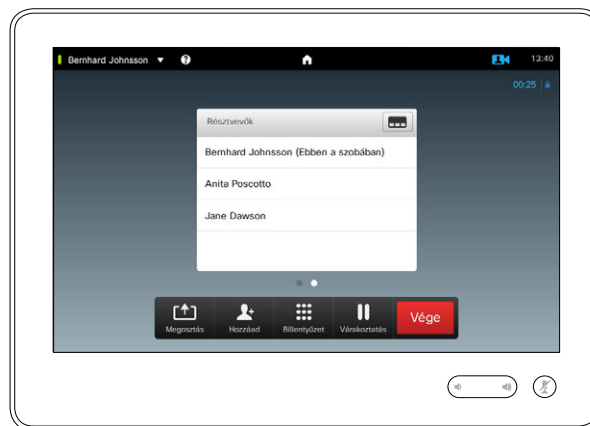 Bernhard Johnsson
13:40
00:25
Résztvevők
Bernhard Johnsson (Ebben a szobában)
Anita Poscotto
Jane Dawson
Megosztás Hozzáad Billentyűzet Várakoztatás Vége